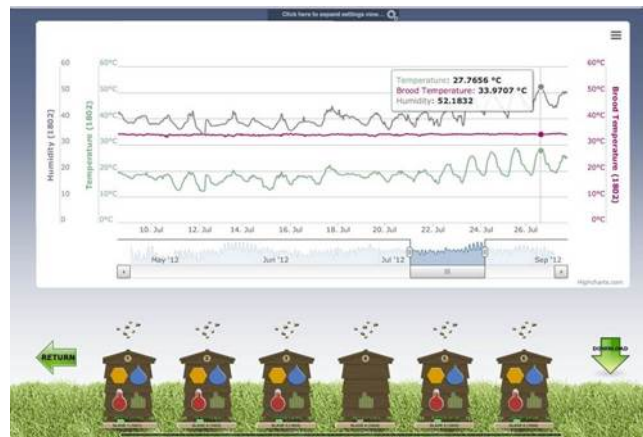 Click here to expand settings view...
60 60°C 60°C
50 50°C 50°C
40 40°C 40°C
30 30°C 30°C
20 20°C 20°C
10 10°C 10°C
0 0°C 0°C
Humidity (1802)
Temperature (1802)
Brood Temperature (1802)
Temperature: 27.7656 °C
Brood Temperature: 33.9707 °C
Humidity: 52.1832
10. Jul 12. Jul 14. Jul 16. Jul 18. Jul 20. Jul 22. Jul 24. Jul 26. Jul
May '12 Jun '12 Jul '12 Sep '12
Highcharts.com
RETURN
DOWNLOAD